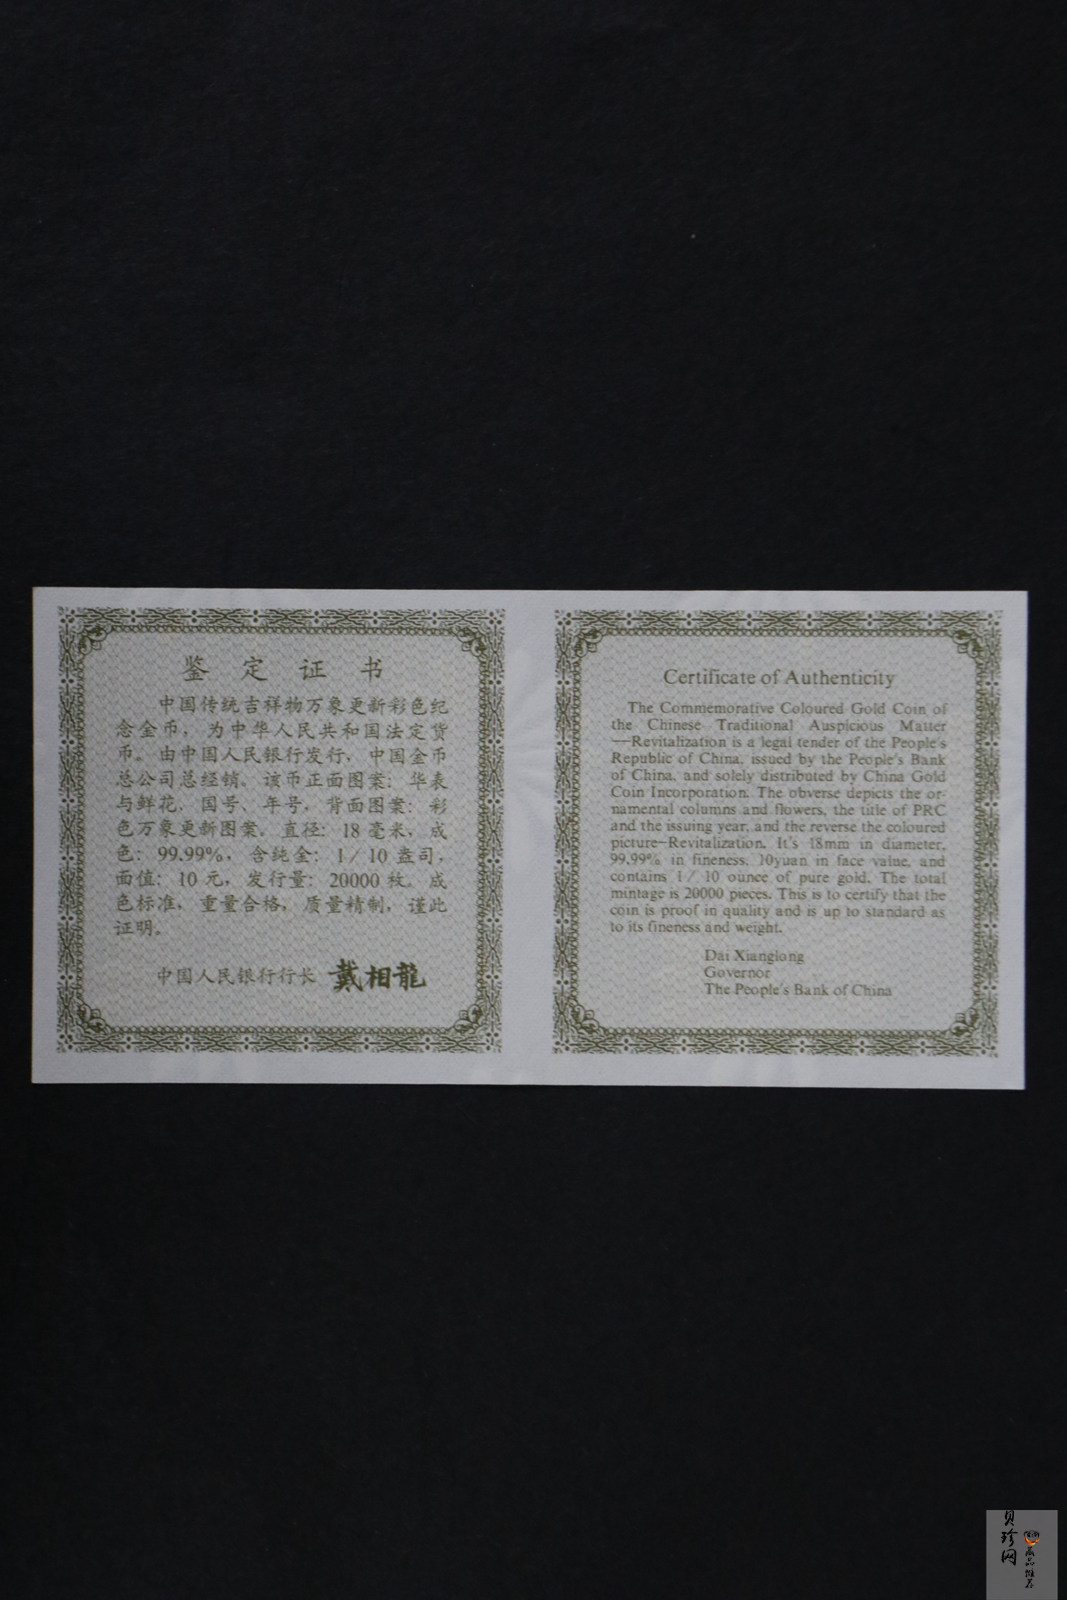 鉴定证书
中国传统吉祥物万象更新彩色纪
念金币，为中华人民共和国法定货
币。由中国人民银行发行，中国金币
总公司总经销。该币正面图案：华表
与鲜花、国号、年号，背面图案：彩
色万象更新图案。直径：18毫米，成
色：99.99%，含纯金：1/10盎司，
面值：10元，发行量：20000枚。成
色标准，重量合格，质量精制，谨此
证明。
中国人民银行行长 戴相龍
Certificate of Authenticity
The Commemorative Coloured Gold Coin of
the Chinese Traditional Auspicious Matter
—Revitalization is a legal tender of the People's
Republic of China, issued by the People's Bank
of China, and solely distributed by China Gold
Coin Incorporation. The obverse depicts the or-
namental columns and flowers, the title of PRC
and the issuing year, and the reverse the coloured
picture—Revitalization. It's 18mm in diameter,
99.99% in fineness, 10yuan in face value, and
contains 1/10 ounce of pure gold. The total
mintage is 20000 pieces. This is to certify that the
coin is proof in quality and is up to standard as
to its fineness and weight.
Dai Xianglong
Governor
The People's Bank of China
贝珍网
藏品推荐